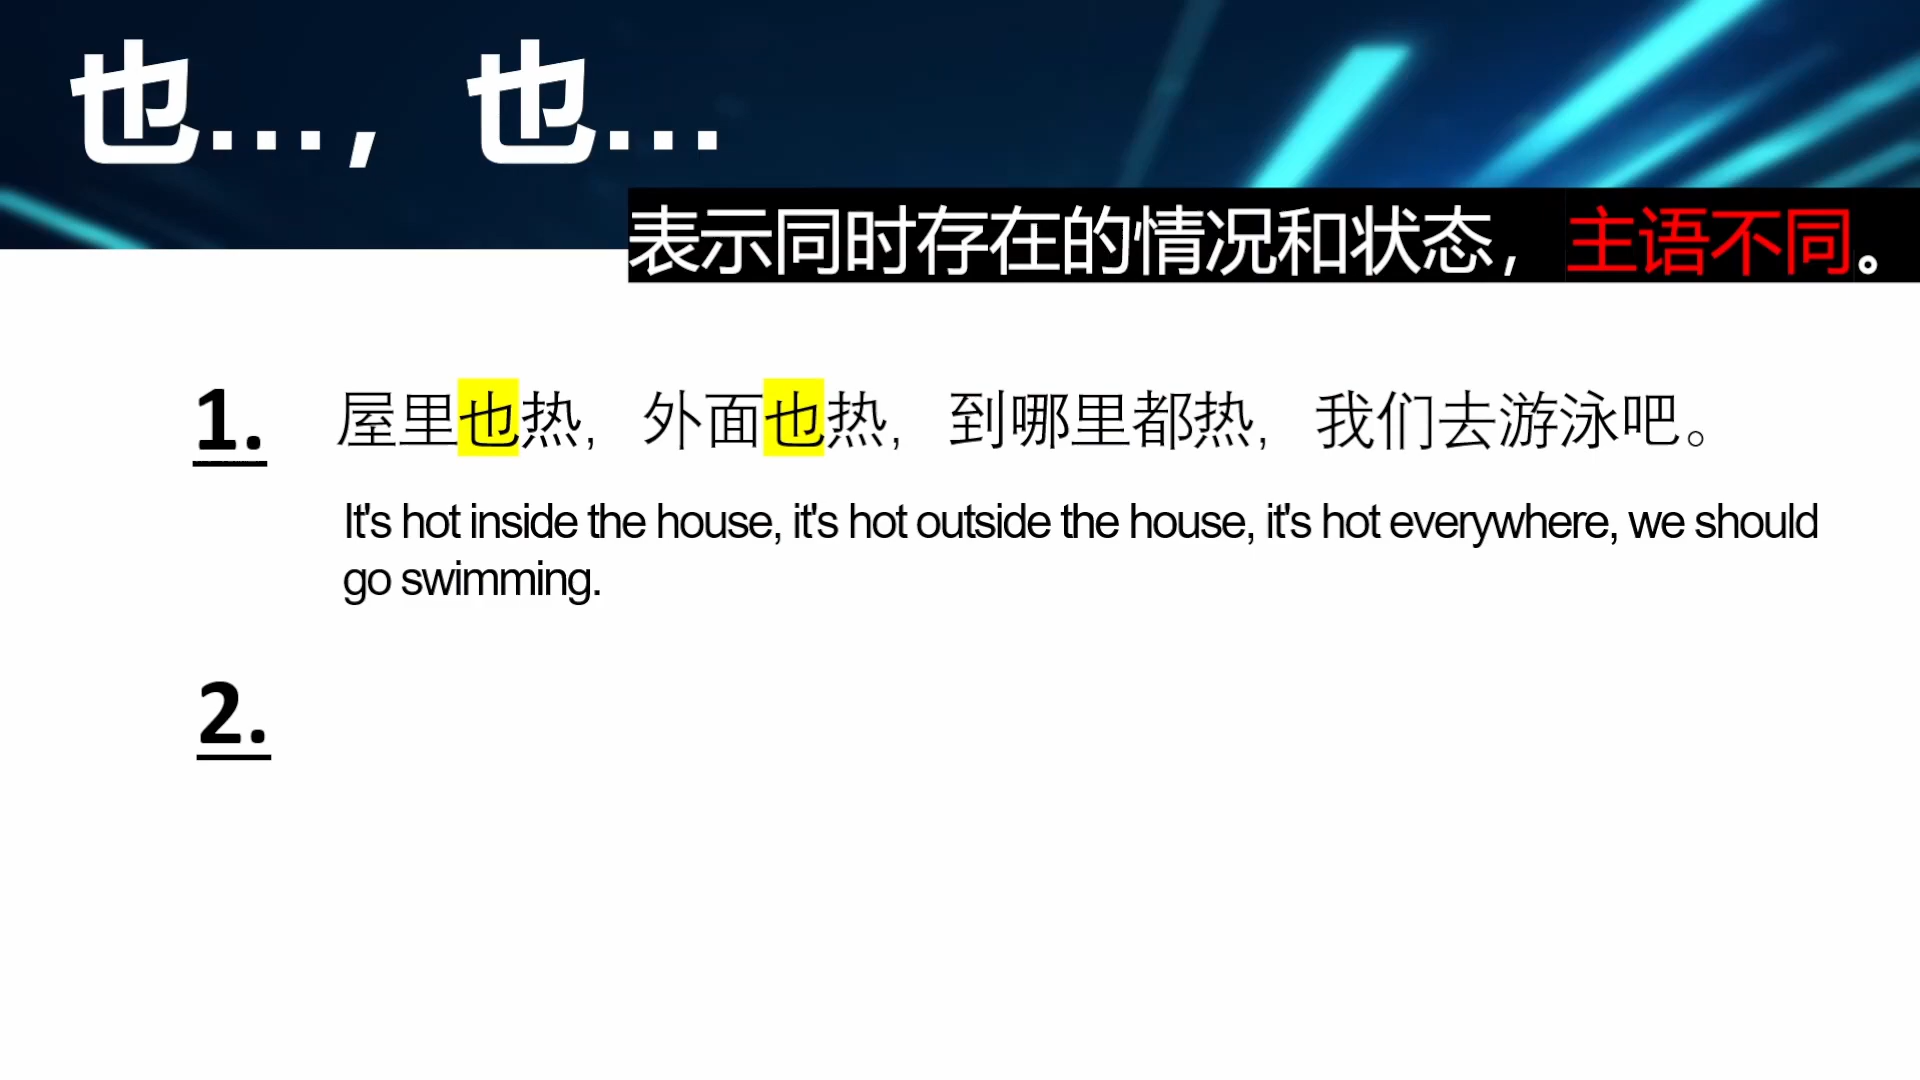 也…，也…
表示同时存在的情况和状态，主语不同。
1. 屋里也热，外面也热，到哪里都热，我们去游泳吧。
It's hot inside the house, it's hot outside the house, it's hot everywhere, we should
go swimming.
2.